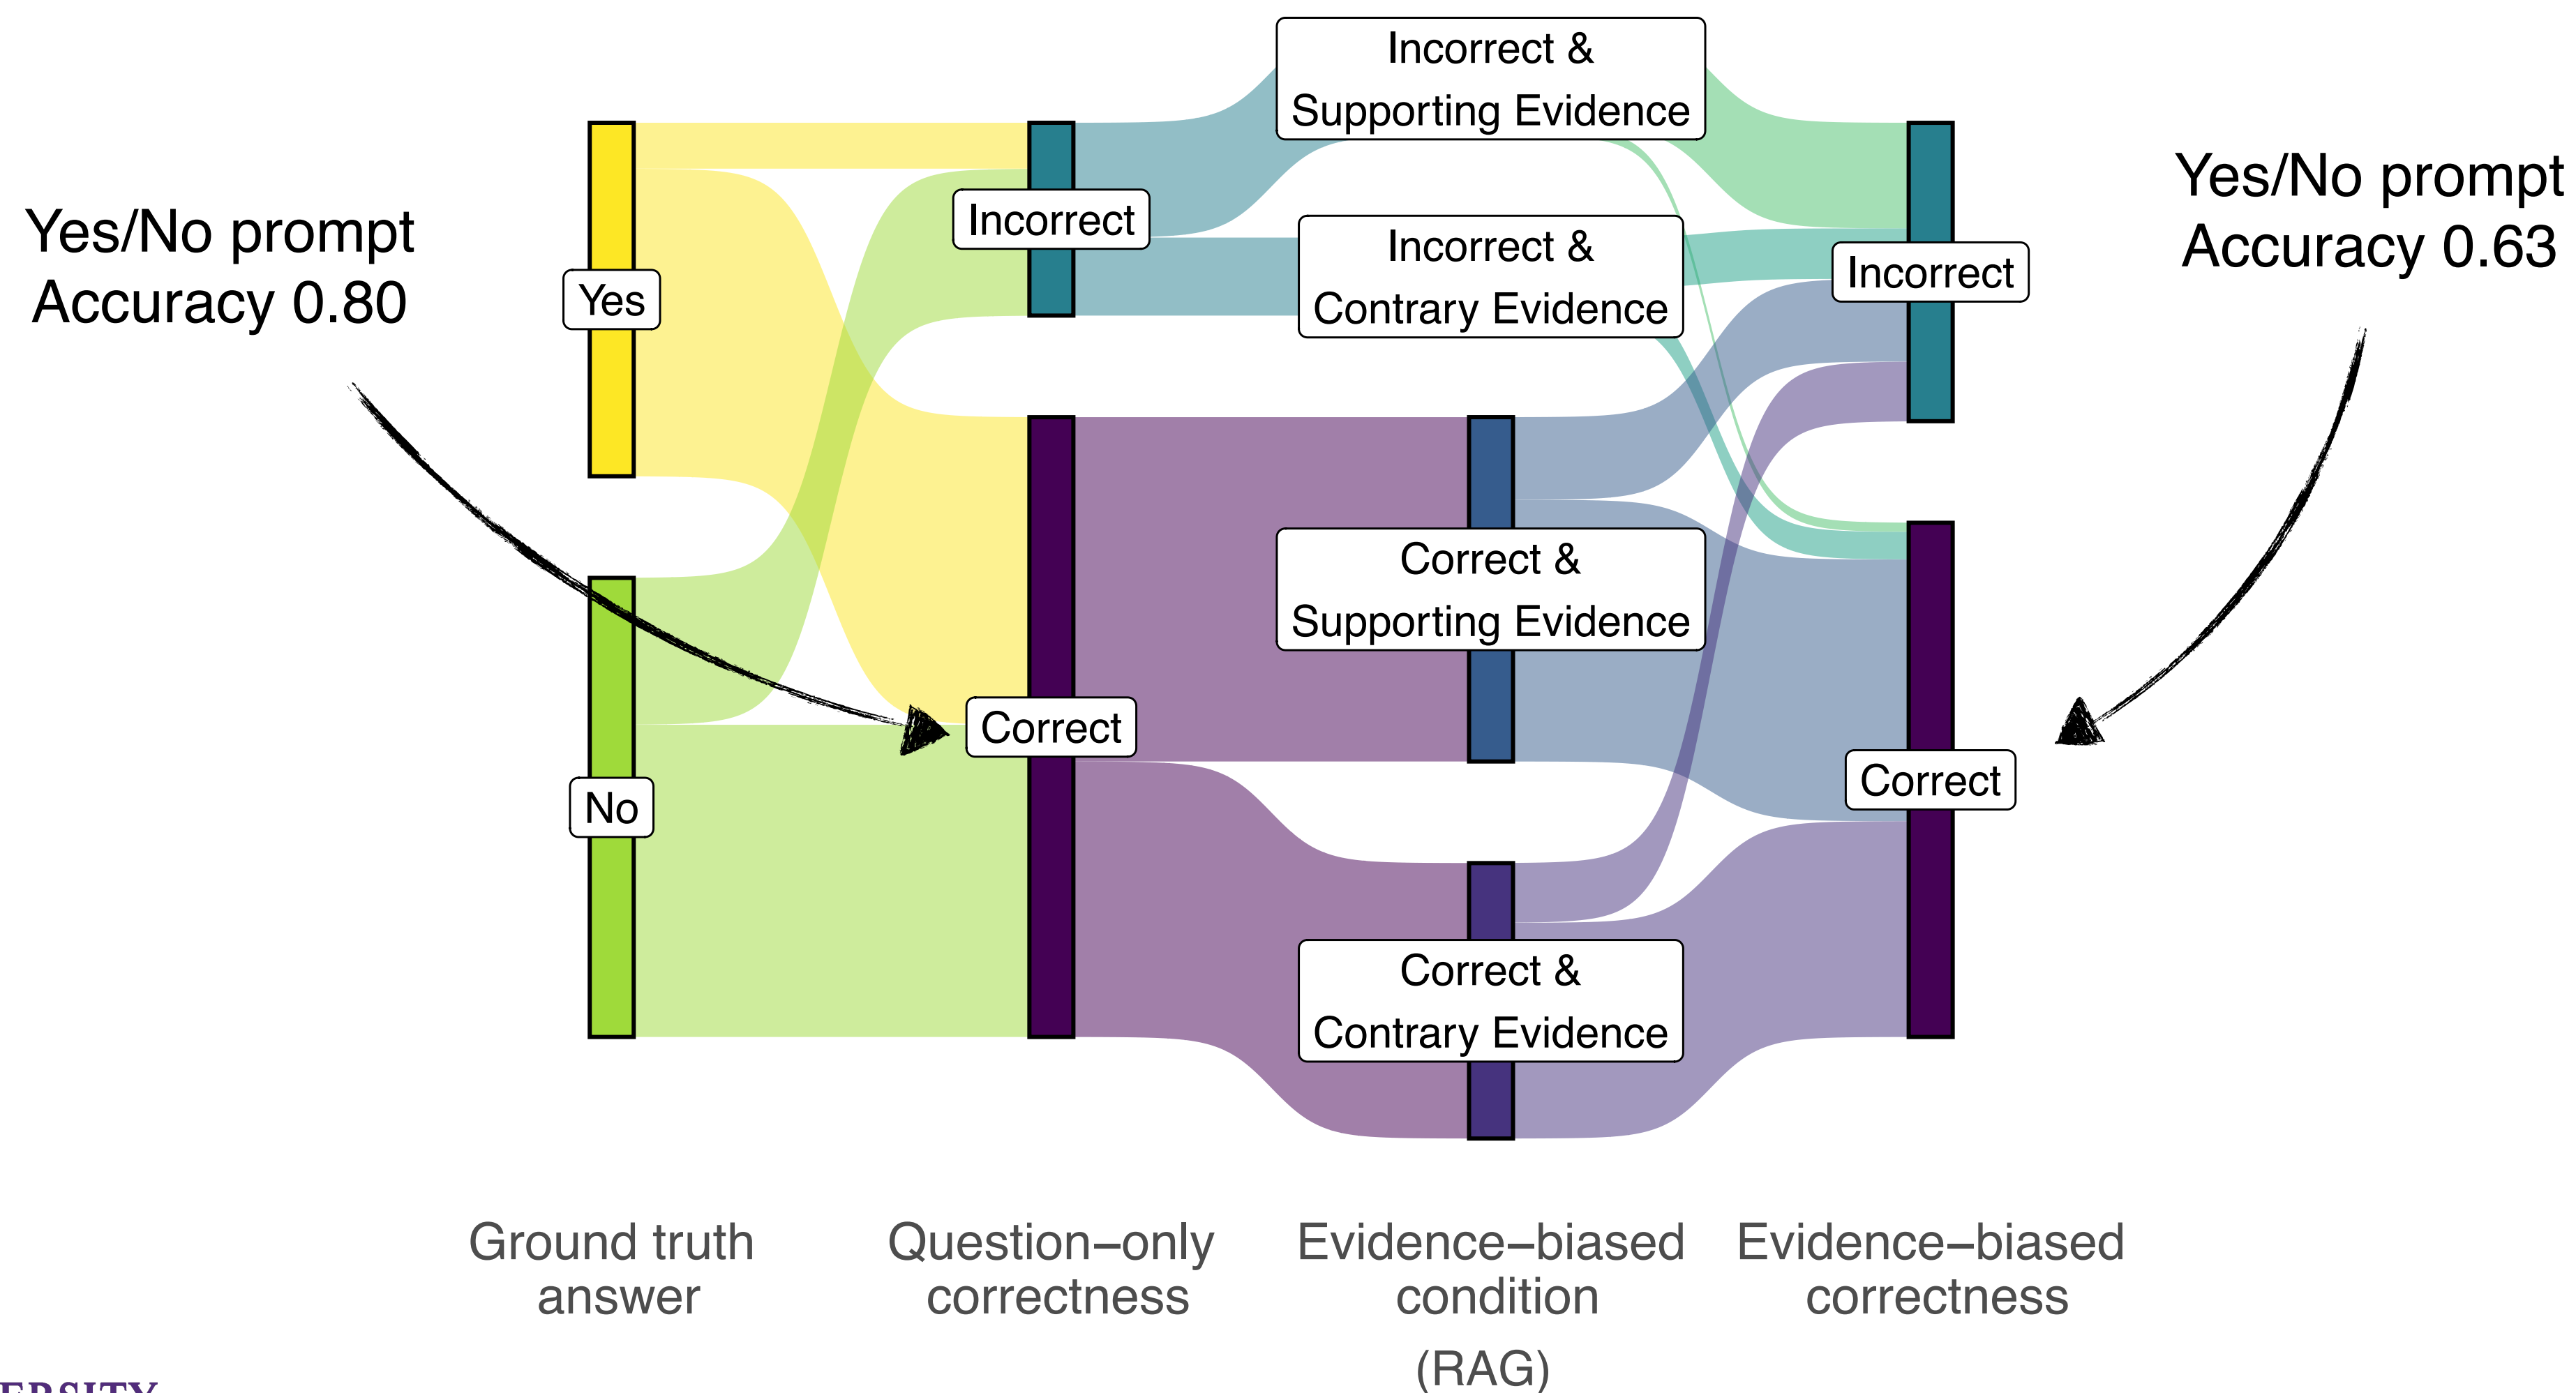 Incorrect &
Supporting Evidence
Yes/No prompt
Accuracy 0.80
Yes/No prompt
Accuracy 0.63
Incorrect
Incorrect &
Contrary Evidence
Incorrect
Yes
Correct &
Supporting Evidence
Correct
Correct
No
Correct &
Contrary Evidence
Ground truth
answer
Question–only
correctness
Evidence–biased
condition
(RAG)
Evidence–biased
correctness